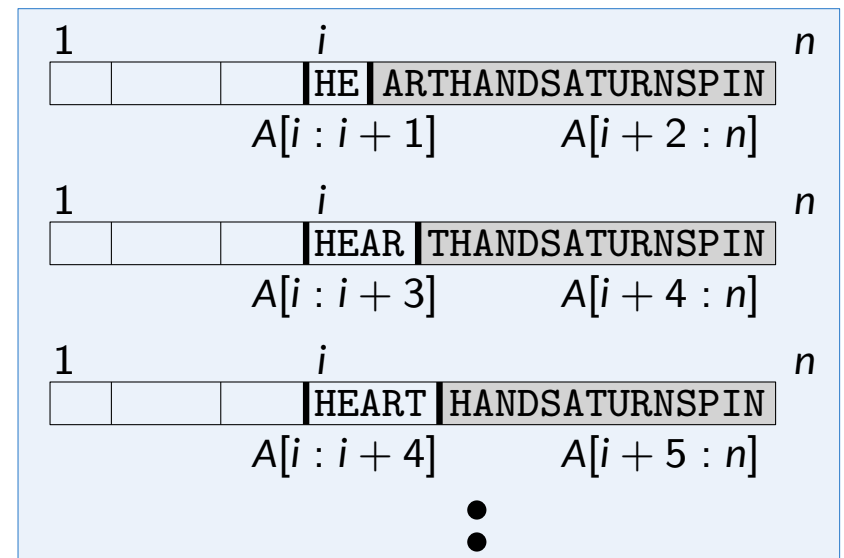 1 i n
HE ARTHANDSATURNSPIN
A[i : i + 1] A[i + 2 : n]
1 i n
HEAR THANDSATURNSPIN
A[i : i + 3] A[i + 4 : n]
1 i n
HEART HANDSATURNSPIN
A[i : i + 4] A[i + 5 : n]